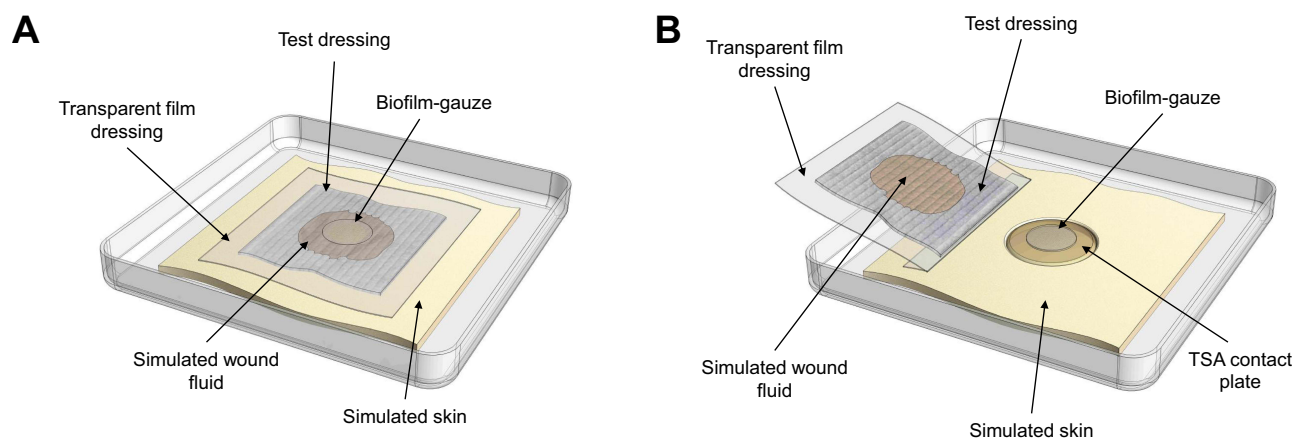 A
Test dressing
Biofilm-gauze
Transparent film
dressing
Simulated wound
fluid
Simulated skin
B
Test dressing
Transparent film
dressing
Biofilm-gauze
Simulated wound
fluid
TSA contact
plate
Simulated skin